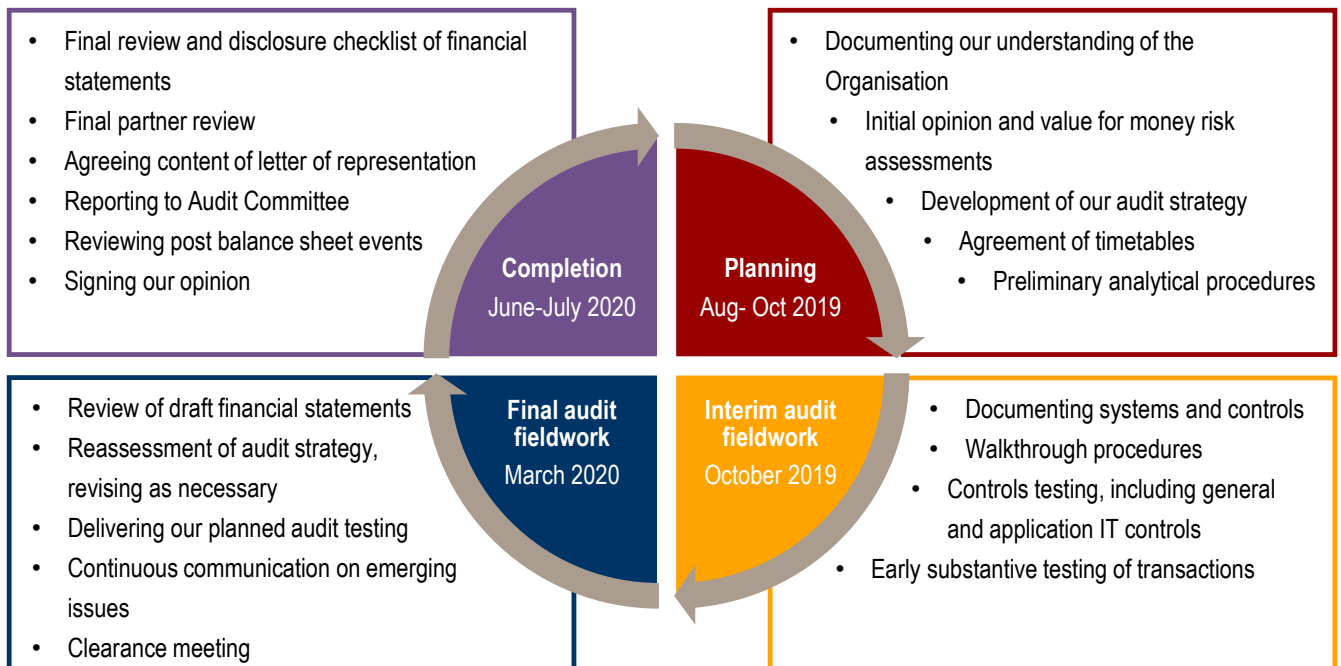 • Final review and disclosure checklist of financial
statements
• Final partner review
• Agreeing content of letter of representation
• Reporting to Audit Committee
• Reviewing post balance sheet events
• Signing our opinion
Completion
June-July 2020
• Documenting our understanding of the
Organisation
• Initial opinion and value for money risk
assessments
• Development of our audit strategy
• Agreement of timetables
• Preliminary analytical procedures
Planning
Aug- Oct 2019
• Review of draft financial statements
• Reassessment of audit strategy,
revising as necessary
• Delivering our planned audit testing
• Continuous communication on emerging
issues
• Clearance meeting
Final audit
fieldwork
March 2020
Interim audit
fieldwork
October 2019
• Documenting systems and controls
• Walkthrough procedures
• Controls testing, including general
and application IT controls
• Early substantive testing of transactions